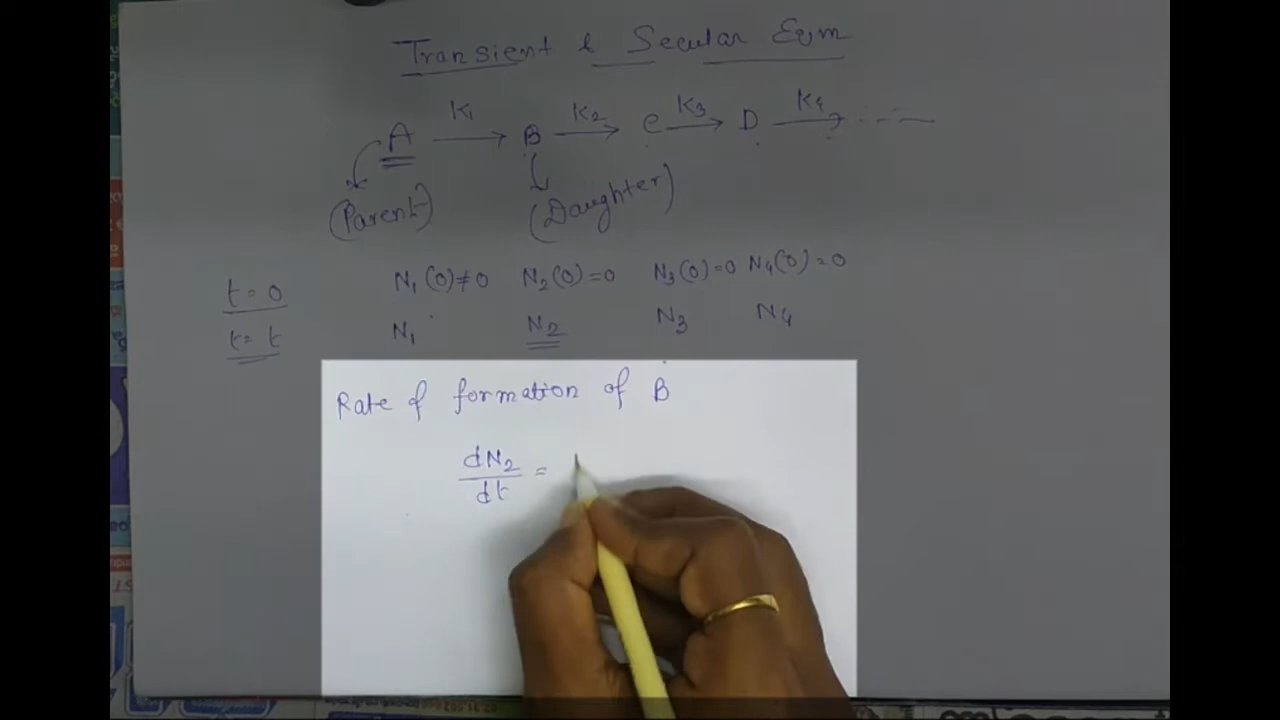 Transient & Secular Eqm
A K₁→ B K₂→ C K₃→ D K₄→
(Parent) (Daughter)
t=0 N₁(0)≠0 N₂(0)=0 N₃(0)=0 N₄(0)=0
t=t N₁ N₂ N₃ N₄
Rate of formation of B
dN₂/dt =